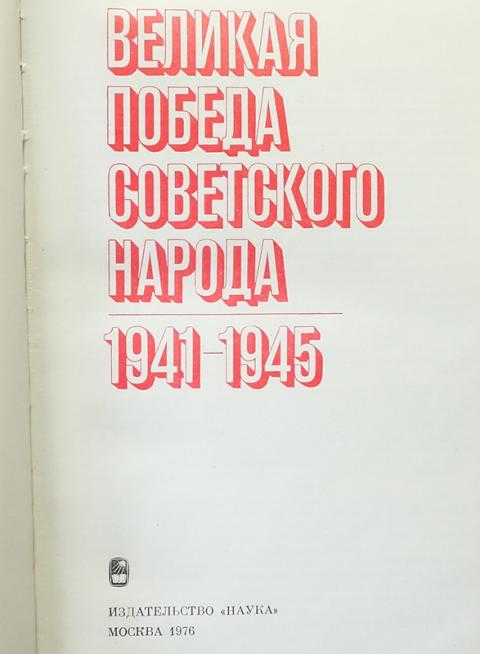 ВЕЛИКАЯ
ПОБЕДА
СОВЕТСКОГО
НАРОДА
1941-1945
ИЗДАТЕЛЬСТВО «НАУКА»
МОСКВА 1976